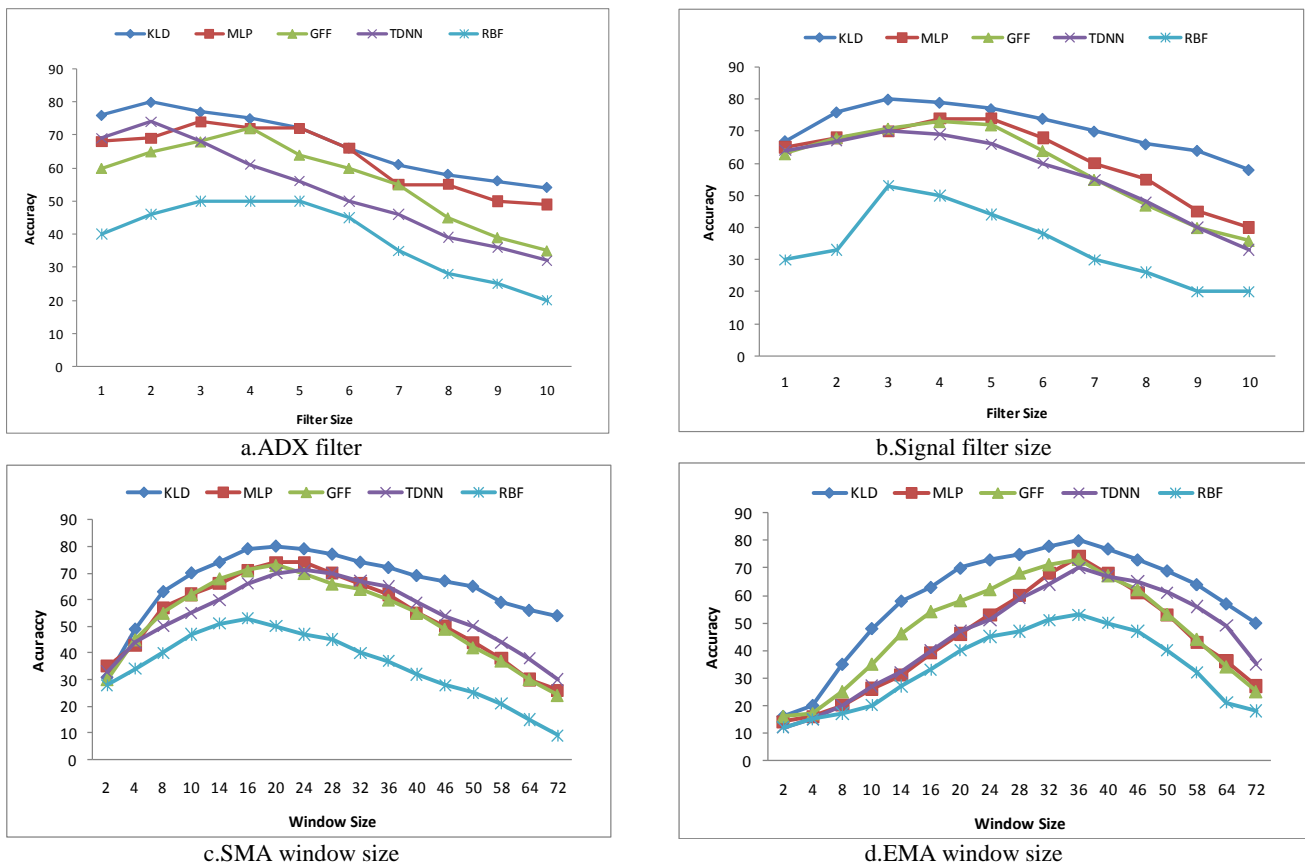 KLD MLP GFF TDNN RBF
90
80
70
60
50
40
30
20
10
0
Accuracy
1 2 3 4 5 6 7 8 9 10
Filter Size
a.ADX filter
KLD MLP GFF TDNN RBF
90
80
70
60
50
40
30
20
10
0
Accuracy
1 2 3 4 5 6 7 8 9 10
Filter Size
b.Signal filter size
KLD MLP GFF TDNN RBF
90
80
70
60
50
40
30
20
10
0
Acuraccy
2 4 8 10 14 16 20 24 28 32 36 40 46 50 58 64 72
Window Size
c.SMA window size
KLD MLP GFF TDNN RBF
90
80
70
60
50
40
30
20
10
0
Accuracy
2 4 8 10 14 16 20 24 28 32 36 40 46 50 58 64 72
Window Size
d.EMA window size